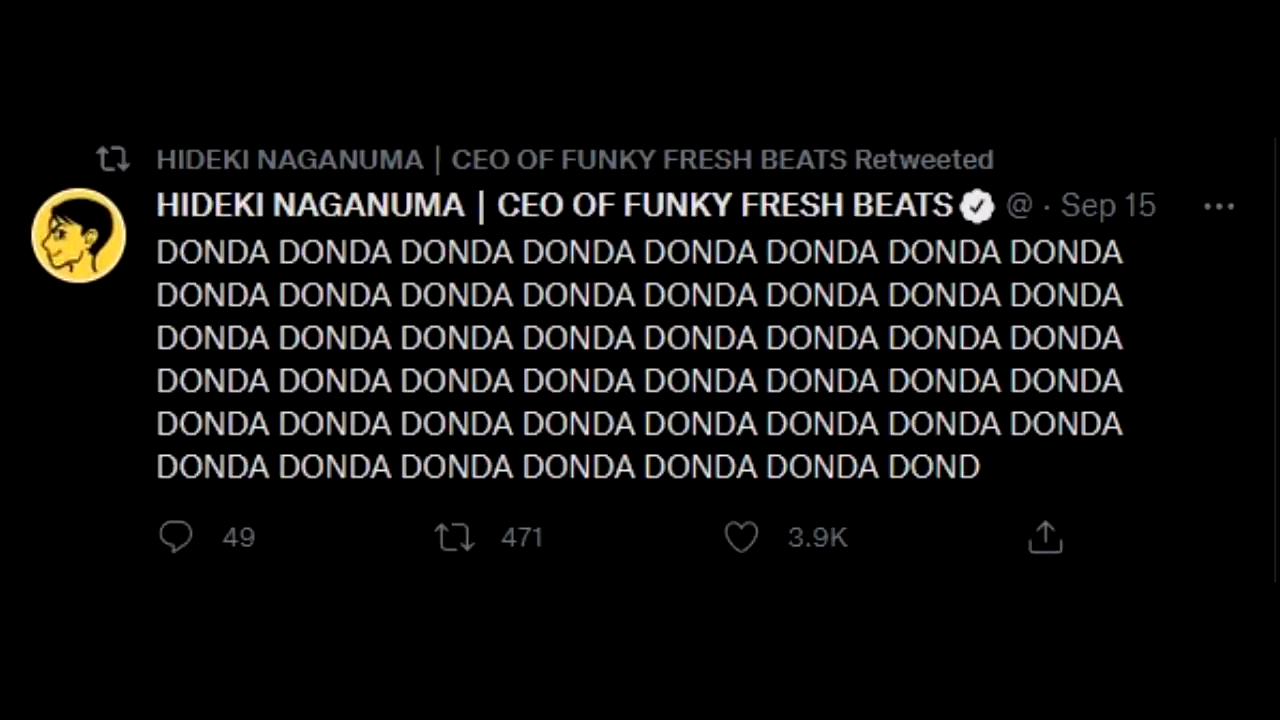 HIDEKI NAGANUMA | CEO OF FUNKY FRESH BEATS Retweeted
HIDEKI NAGANUMA | CEO OF FUNKY FRESH BEATS @ · Sep 15 ...
DONDA DONDA DONDA DONDA DONDA DONDA DONDA DONDA
DONDA DONDA DONDA DONDA DONDA DONDA DONDA DONDA
DONDA DONDA DONDA DONDA DONDA DONDA DONDA DONDA
DONDA DONDA DONDA DONDA DONDA DONDA DONDA DONDA
DONDA DONDA DONDA DONDA DONDA DONDA DONDA DONDA
DONDA DONDA DONDA DONDA DONDA DONDA DOND
49 471 3.9K